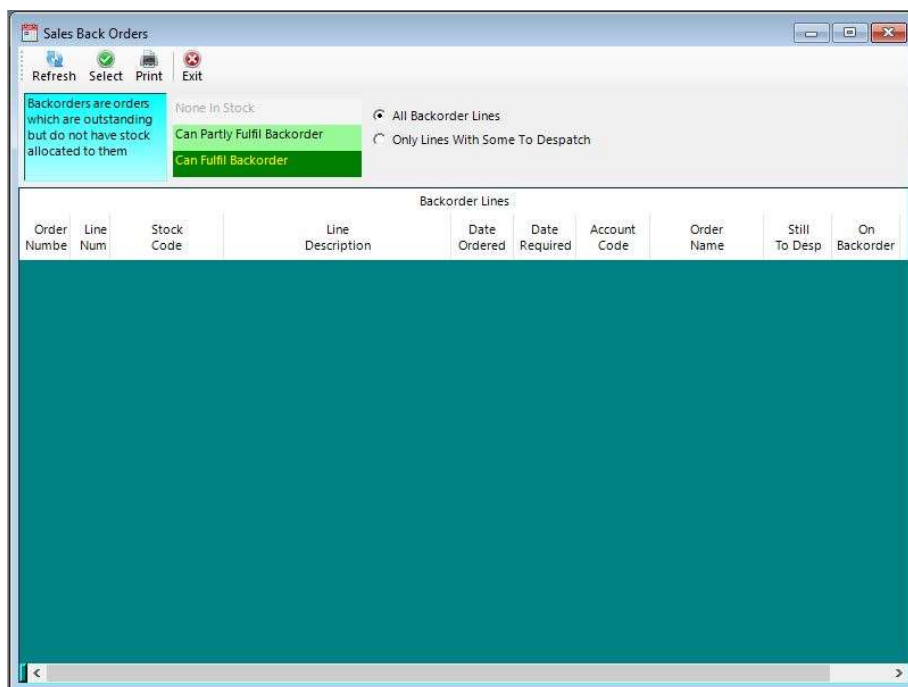 Sales Back Orders
Refresh Select Print Exit
Backorders are orders
which are outstanding
but do not have stock
allocated to them
None In Stock
Can Partly Fulfil Backorder
Can Fulfil Backorder
All Backorder Lines
Only Lines With Some To Despatch
Backorder Lines
Order Line Stock Line Date Date Account Order Still On
Numbe Num Code Description Ordered Required Code Name To Desp Backorder